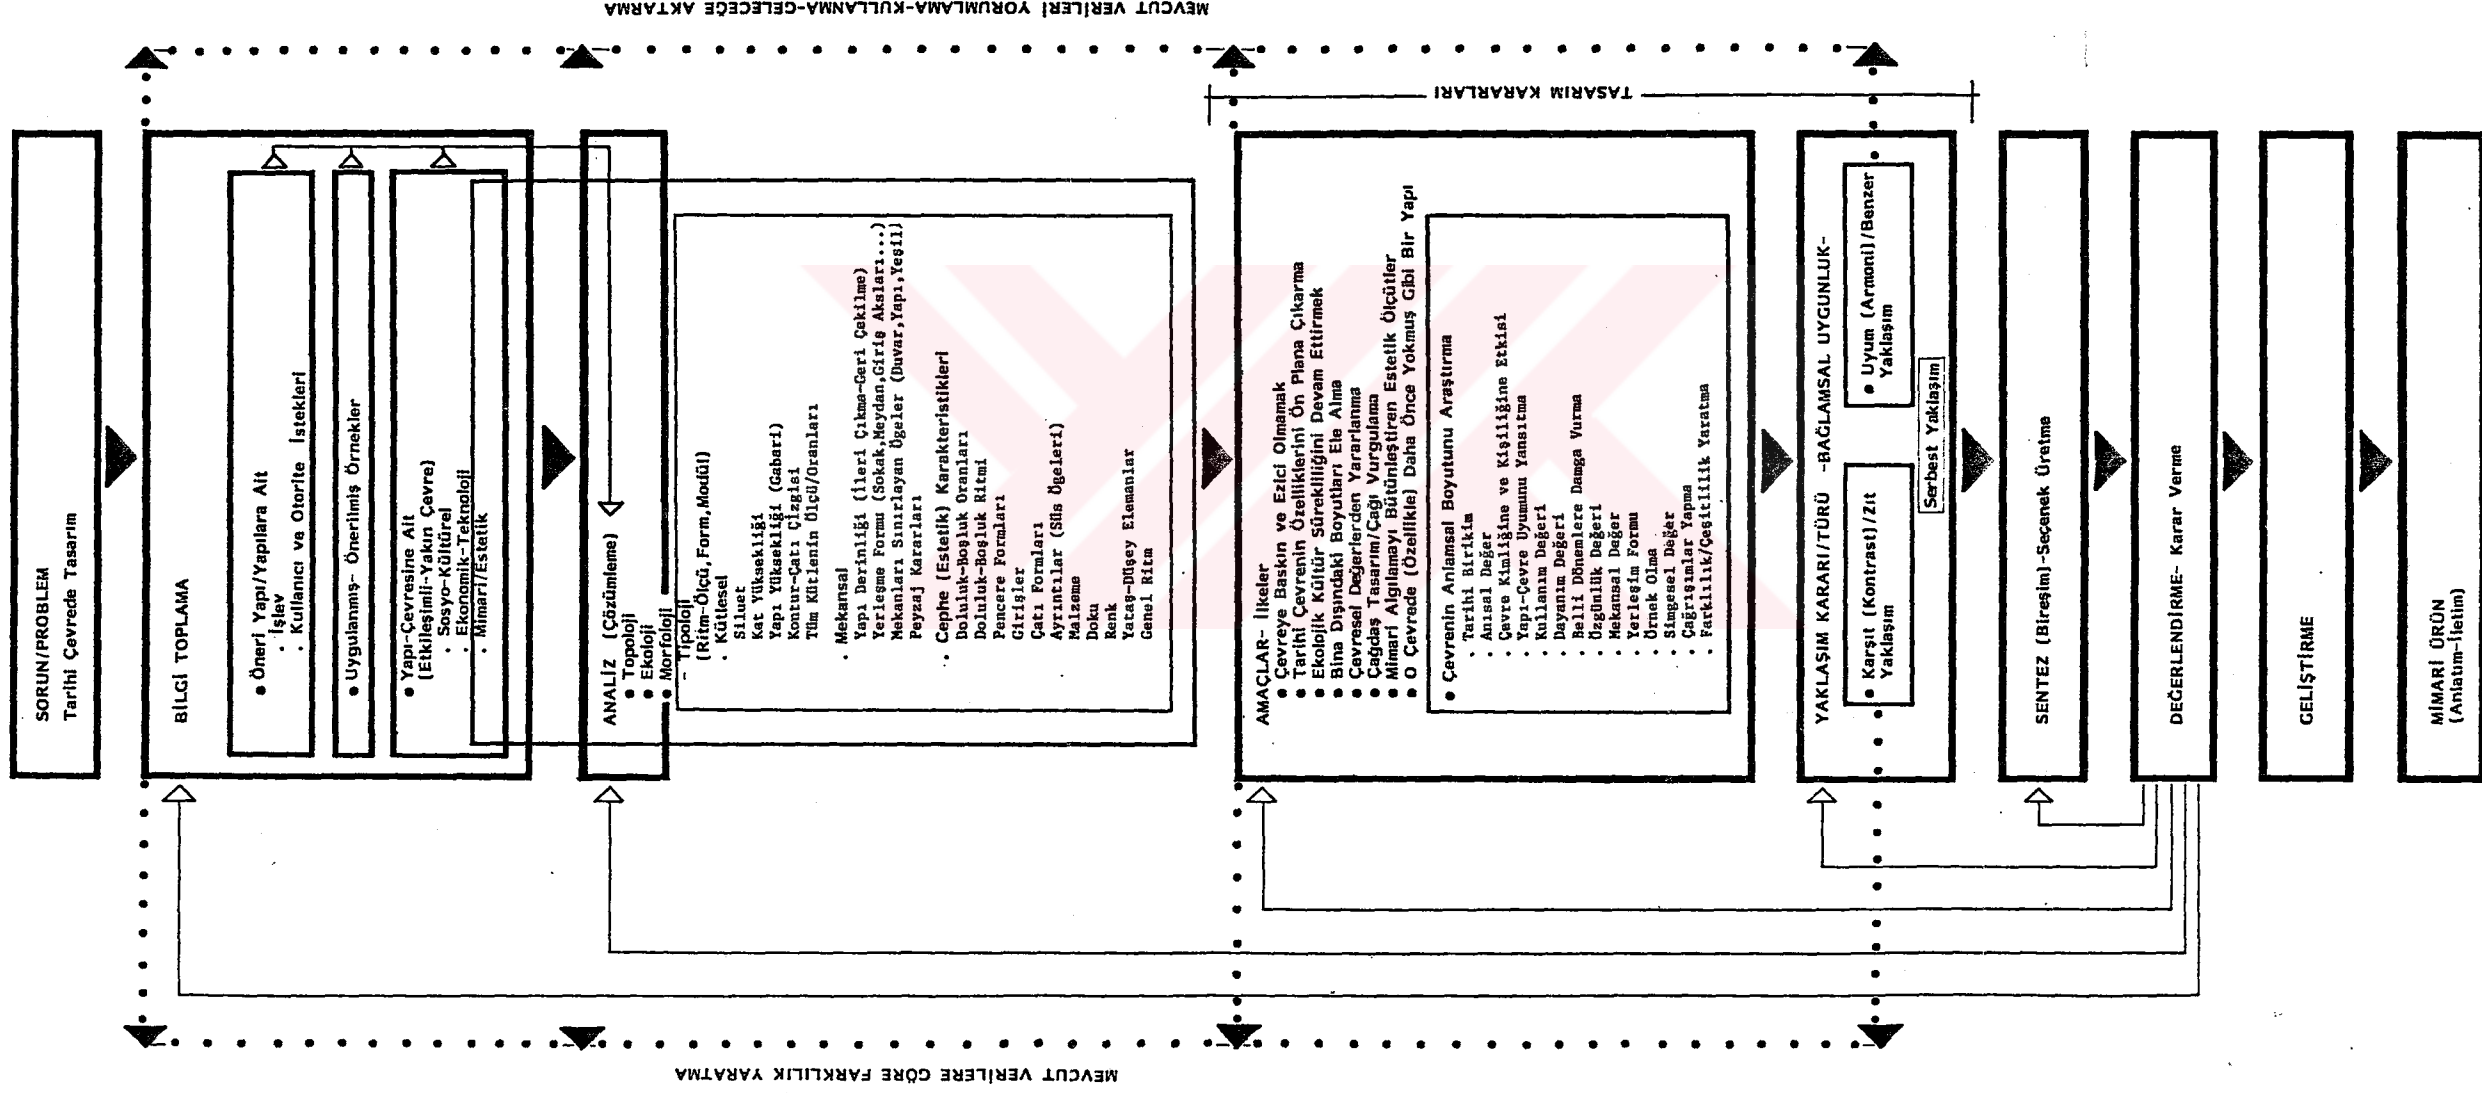 MEVCUT VERİLERİ YORUMLAMA-KULLANMA-GELECEĞE AKTARMA
TASARIM KARARLARI
SORUN/PROBLEM
Tarihi Çevrede Tasarım
BİLGİ TOPLAMA
● Öneri Yapı/Yapılara Ait
. İşlev
. Kullanıcı ve Otorite İstekleri
● Uygulanmış- Önerilmiş Örnekler
● Yapı-Çevresine Ait
(Etkileşimli-Yakın Çevre)
. Sosyo-Kültürel
. Ekonomik-Teknoloji
. Mimari/Estetik
ANALİZ (Çözümleme)
● Topoloji
● Ekoloji
● Morfoloji
- Tipoloji
(Ritm-Ölçü,Form,Modül)
. Kütlesel
Siluet
Kat Yüksekliği
Yapı Yüksekliği (Gabari)
Kontur-Çatı Çizgisi
Tüm Kütlenin Ölçü/Oranları
. Mekansal
Yapı Derinliği (İleri Çıkma-Geri Çekilme)
Yerleşme Formu (Sokak,Meydan,Giriş Aksları...)
Mekanları Sınırlayan Ögeler (Duvar,Yapı,Yeşil)
Peyzaj Kararları
. Cephe (Estetik) Karakteristikleri
Doluluk-Boşluk Oranları
Doluluk-Boşluk Ritmi
Pencere Formları
Girişler
Çatı Formları
Ayrıntılar (Süs Ögeleri)
Malzeme
Doku
Renk
Yatay-Düşey Elemanlar
Genel Ritm
AMAÇLAR- İlkeler
● Çevreye Baskın ve Ezici Olmamak
● Tarihi Çevrenin Özelliklerini Ön Plana Çıkarma
● Ekolojik Kültür Sürekliliğini Devam Ettirmek
● Bina Dışındaki Boyutları Ele Alma
● Çevresel Değerlerden Yararlanma
● Çağdaş Tasarım/Çağı Vurgulama
● Mimari Algılamayı Bütünleştiren Estetik Ölçütler
● O Çevrede (Özellikle) Daha Önce Yokmuş Gibi Bir Yapı
● Çevrenin Anlamsal Boyutunu Araştırma
. Tarihi Birikim
. Anısal Değer
. Çevre Kimliğine ve Kişiliğine Etkisi
. Yapı-Çevre Uyumunu Yansıtma
. Kullanım Değeri
. Dayanım Değeri
. Belli Dönemlere Damga Vurma
. Özgünlük Değeri
. Mekansal Değer
. Yerleşim Formu
. Örnek Olma
. Simgesel Değer
. Çağrışımlar Yapma
. Farklılık/Çeşitlilik Yaratma
YAKLAŞIM KARARI/TÜRÜ -BAĞLAMSAL UYGUNLUK-
● Karşıt (Kontrast)/Zıt
Yaklaşım
● Uyum (Armoni)/Benzer
Yaklaşım
Serbest Yaklaşım
SENTEZ (Bireşim)-Seçenek Üretme
DEĞERLENDİRME- Karar Verme
GELİŞTİRME
MİMARİ ÜRÜN
(Anlatım-İletim)
MEVCUT VERİLERE GÖRE FARKLILIK YARATMA